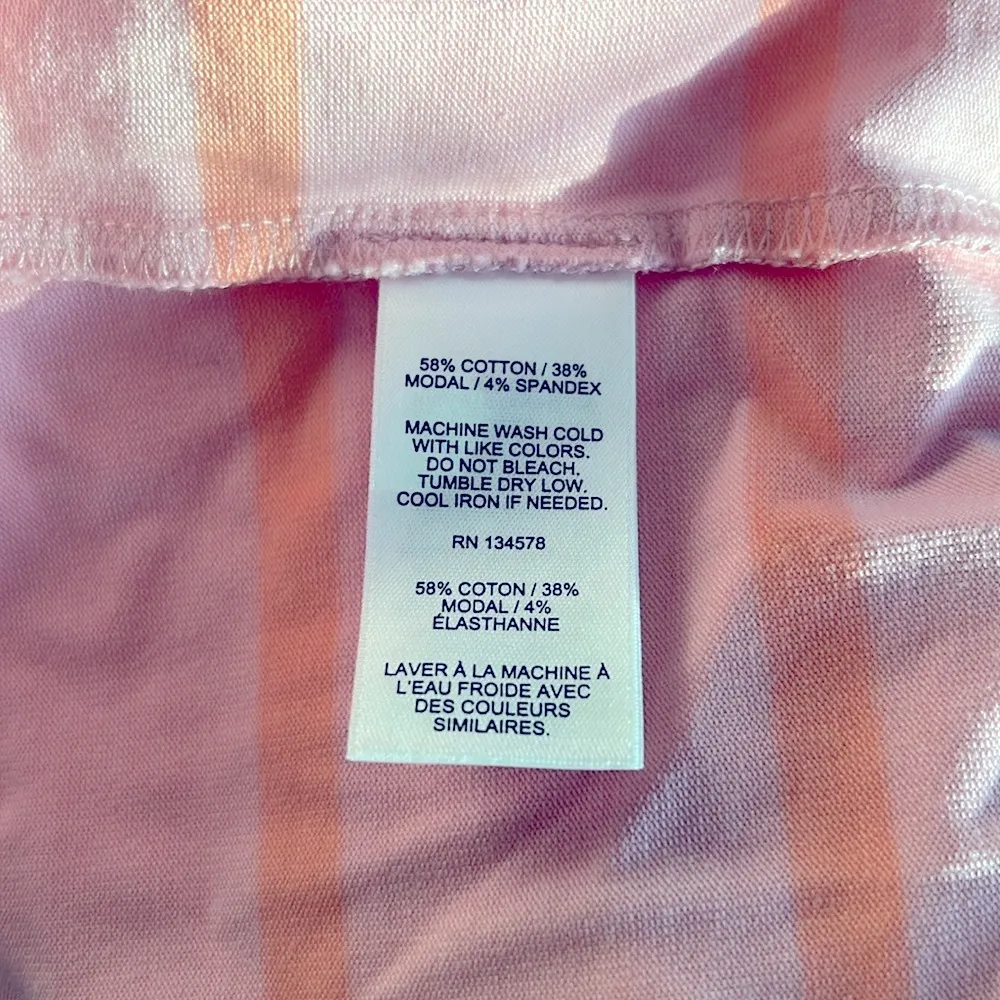 58% COTTON / 38%
MODAL / 4% SPANDEX
MACHINE WASH COLD
WITH LIKE COLORS.
DO NOT BLEACH.
TUMBLE DRY LOW.
COOL IRON IF NEEDED.
RN 134578
58% COTON / 38%
MODAL / 4%
ÉLASTHANNE
LAVER À LA MACHINE À
L'EAU FROIDE AVEC
DES COULEURS
SIMILAIRES.